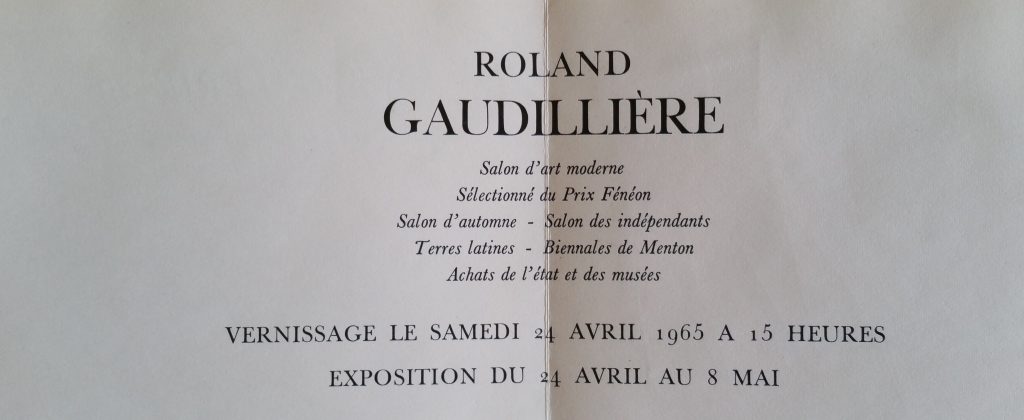 ROLAND
GAUDILLIÈRE
Salon d'art moderne
Sélectionné du Prix Fénéon
Salon d'automne - Salon des indépendants
Terres latines - Biennales de Menton
Achats de l'état et des musées
VERNISSAGE LE SAMEDI 24 AVRIL 1965 A 15 HEURES
EXPOSITION DU 24 AVRIL AU 8 MAI